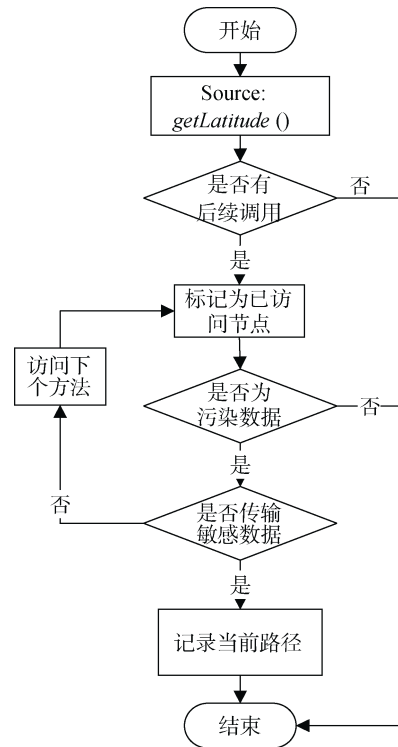 开始
Source:
getLatitude ()
是否有
后续调用
否
是
标记为已访
问节点
访问下
个方法
是否为
污染数据
否
是
否
是否传输
敏感数据
是
记录当前路径
结束